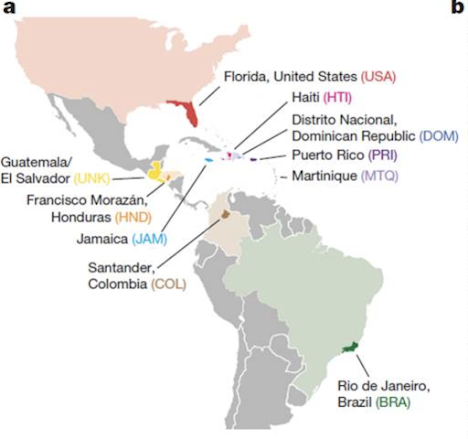 a
b
Florida, United States (USA)
Haiti (HTI)
Distrito Nacional,
Dominican Republic (DOM)
Puerto Rico (PRI)
Martinique (MTQ)
Guatemala/
El Salvador (UNK)
Francisco Morazán,
Honduras (HND)
Jamaica (JAM)
Santander,
Colombia (COL)
Rio de Janeiro,
Brazil (BRA)